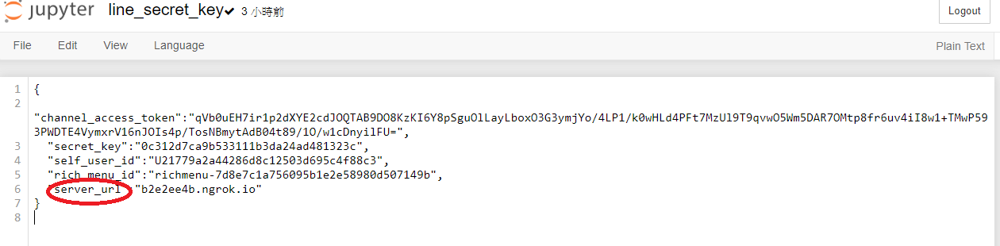 jupyter line_secret_key 3 小時前 Logout
File Edit View Language Plain Text
1 {
2
"channel_access_token":"qVb0uEH7ir1p2dXYE2cdJOQTAB9DO8KzKI6Y8pSguOlLayLboxO3G3ymjYo/4LP1/k0wHLd4PFt7MzUl9T9qvwO5Wm5DAR7OMtp8fr6uv4iI8w1+TMwP59
3PWDTE4VymxrV16nJOIs4p/TosNBmytAdB04t89/1O/w1cDnyilFU=",
3 "secret_key":"0c312d7ca9b533111b3da24ad481323c",
4 "self_user_id":"U21779a2a44286d8c12503d695c4f88c3",
5 "rich_menu_id":"richmenu-7d8e7c1a756095b1e2e58980d507149b",
6 "server_url":"b2e2ee4b.ngrok.io"
7 }
8